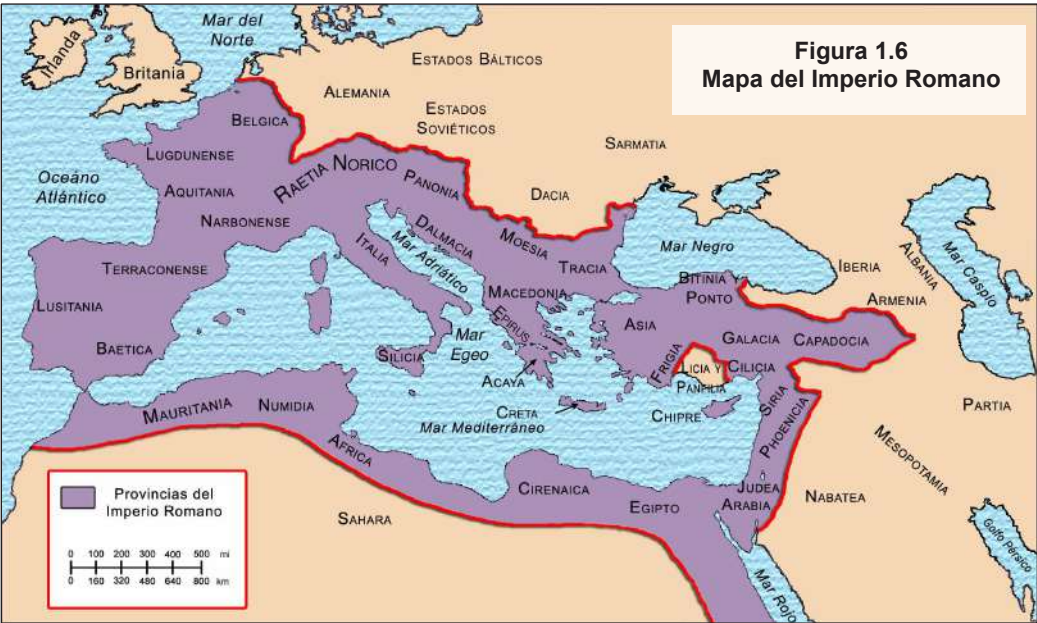 Figura 1.6
Mapa del Imperio Romano
Mar del
Norte
Irlanda
Britania
ESTADOS BÁLTICOS
ALEMANIA
ESTADOS
SOVIÉTICOS
BELGICA
SARMATIA
LUGDUNENSE
Oceáno
Atlántico
AQUITANIA
RAETIA
NORICO
PANONIA
DACIA
NARBONENSE
DALMACIA
MOESIA
Mar Negro
ITALIA
Mar Adriático
TRACIA
IBERIA
ALBANIA
Mar Caspio
TERRACONENSE
LUSITANIA
MACEDONIA
BITINIA
PONTO
ARMENIA
EPIRUS
ASIA
GALACIA
CAPADOCIA
BAETICA
SILICIA
Mar
Egeo
ACAYA
FRIGIA
LICIA Y
PANFILIA
CILICIA
CRETA
CHIPRE
SIRIA
PHOENICIA
PARTIA
MAURITANIA
NUMIDIA
Mar Mediterráneo
MESOPOTAMIA
AFRICA
CIRENAICA
EGIPTO
JUDEA
ARABIA
NABATEA
SAHARA
Mar Rojo
Golfo Pérsico
Provincias del
Imperio Romano
0 100 200 300 400 500 mi
0 160 320 480 640 800 km